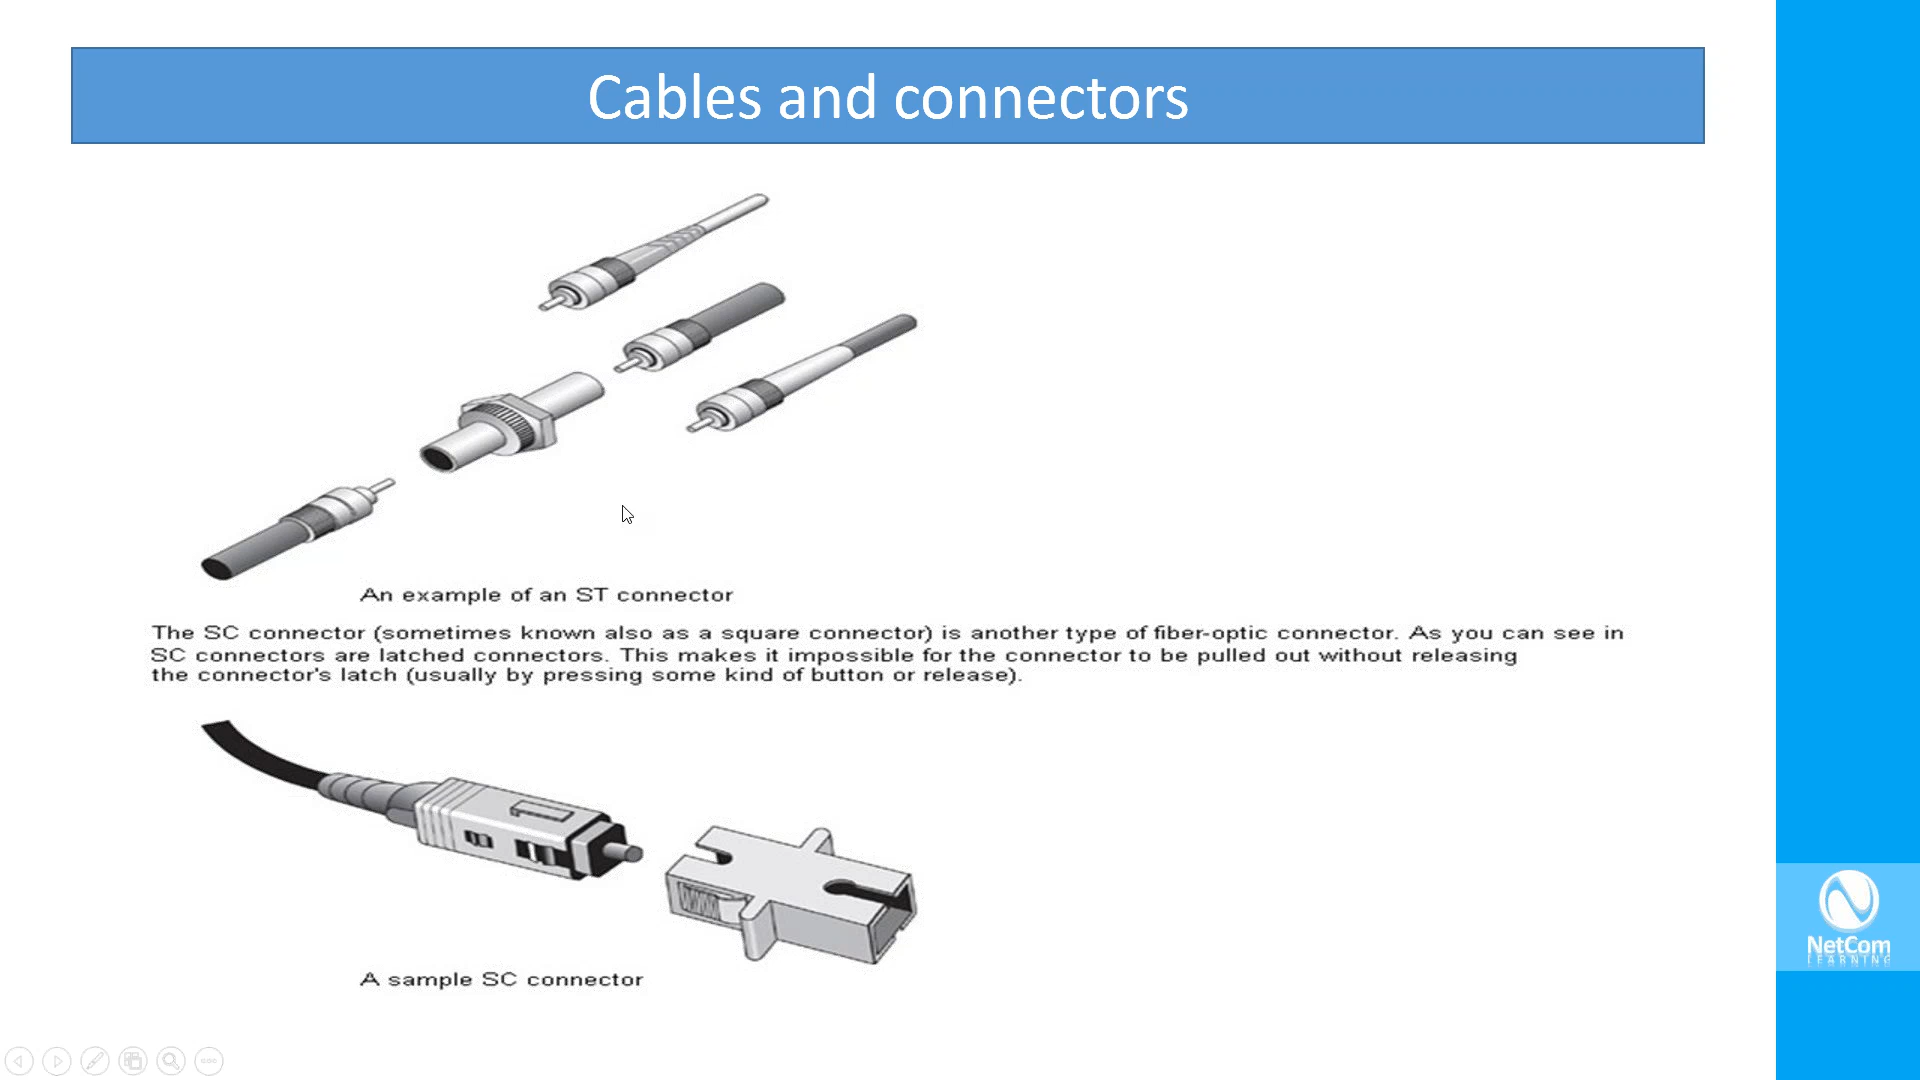 Cables and connectors
An example of an ST connector
The SC connector (sometimes known also as a square connector) is another type of fiber-optic connector. As you can see in
SC connectors are latched connectors. This makes it impossible for the connector to be pulled out without releasing
the connector's latch (usually by pressing some kind of button or release).
A sample SC connector
NetCom
LEARNING